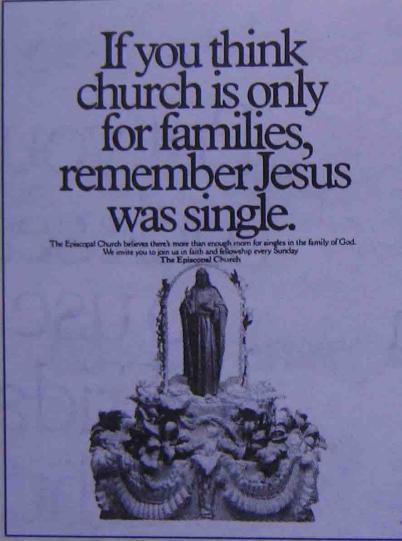 If you think
church is only
for families,
remember Jesus
was single.
The Episcopal Church believes there's more than enough room for singles in the family of God.
We invite you to join us in faith and fellowship every Sunday
The Episcopal Church